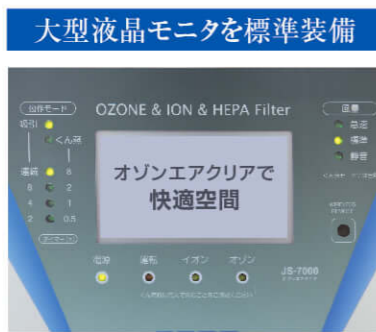 大型液晶モニタを標準装備
動作モード
OZONE & ION & HEPA Filter
風量
吸引
くん蒸
急速
標準
静音
連続 8
8 2
4 1
2 0.5
タイマー
オゾンエアクリアで
快適空間
電源 運転 イオン オゾン
JS-7000